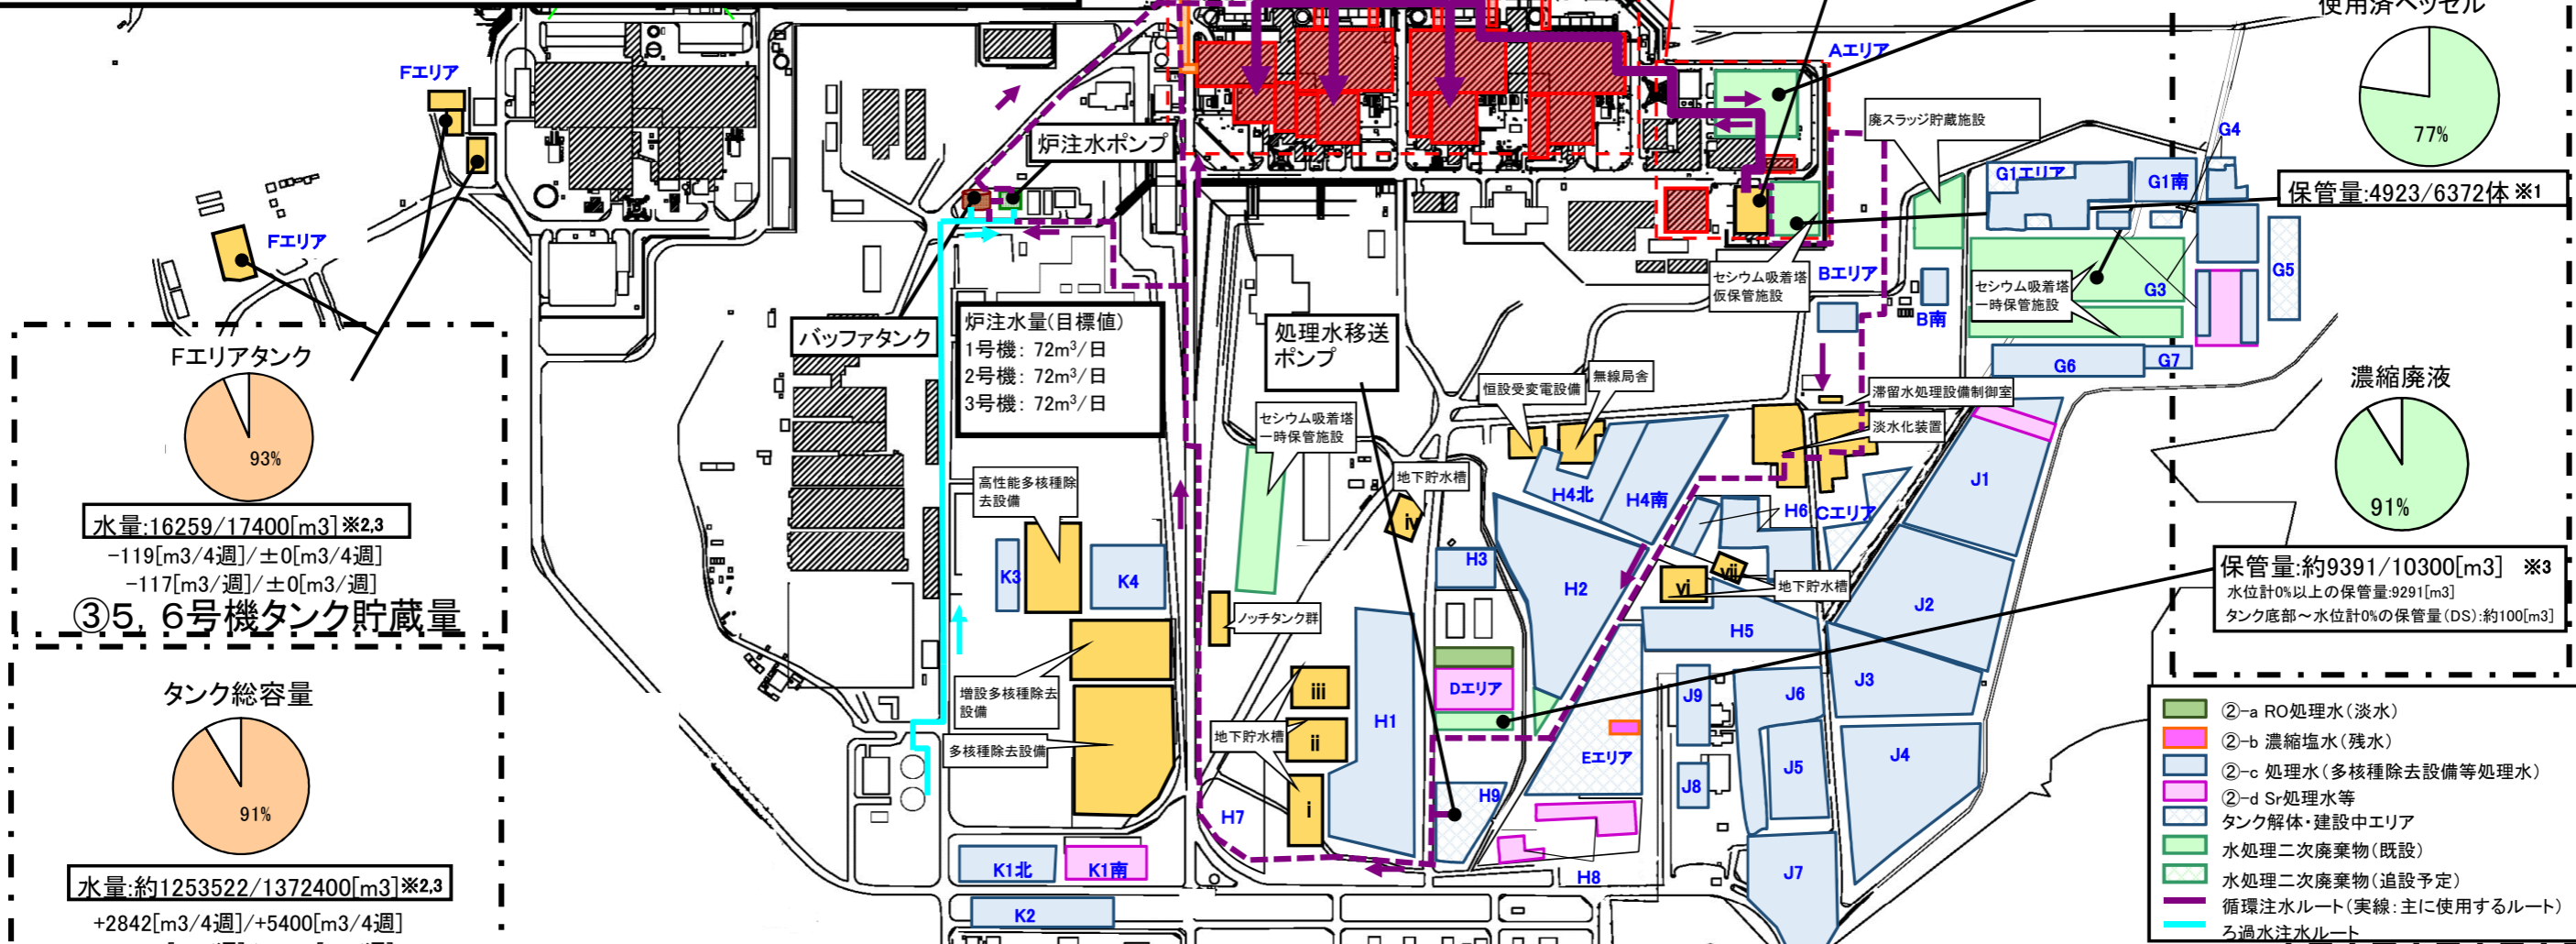 使用済ベッセル
77%
保管量:4923/6372体 ※1
濃縮廃液
91%
保管量:約9391/10300[m3] ※3
水位計0%以上の保管量:9291[m3]
タンク底部～水位計0%の保管量(DS):約100[m3]
Fエリア
Fエリア
Fエリアタンク
93%
水量:16259/17400[m3]※2,3
-119[m3/4週]/±0[m3/4週]
-117[m3/週]/±0[m3/週]
③5, 6号機タンク貯蔵量
タンク総容量
91%
水量:約1253522/1372400[m3]※2,3
+2842[m3/4週]/+5400[m3/4週]
炉注水ポンプ
バッファタンク
炉注水量(目標値)
1号機: 72m³/日
2号機: 72m³/日
3号機: 72m³/日
処理水移送
ポンプ
Aエリア
廃スラッジ貯蔵施設
G4
G1エリア
G1南
G5
G3
セシウム吸着塔
一時保管施設
セシウム吸着塔
仮保管施設
Bエリア
B南
G6
G7
恒設受変電設備
無線局舎
滞留水処理設備制御室
淡水化装置
セシウム吸着塔
一時保管施設
高性能多核種除
去設備
地下貯水槽
iv
H4北
H4南
H6
Cエリア
J1
K3
K4
H3
H2
vi
vii
地下貯水槽
J2
H5
ノッチタンク群
増設多核種除去
設備
多核種除去設備
iii
ii
i
地下貯水槽
H1
Dエリア
Eエリア
J9
J6
J3
J5
J8
J4
H9
H7
H8
J7
K1北
K1南
K2
②-a RO処理水(淡水)
②-b 濃縮塩水(残水)
②-c 処理水(多核種除去設備等処理水)
②-d Sr処理水等
タンク解体・建設中エリア
水処理二次廃棄物(既設)
水処理二次廃棄物(追設予定)
循環注水ルート(実線:主に使用するルート)
ろ過水注水ルート